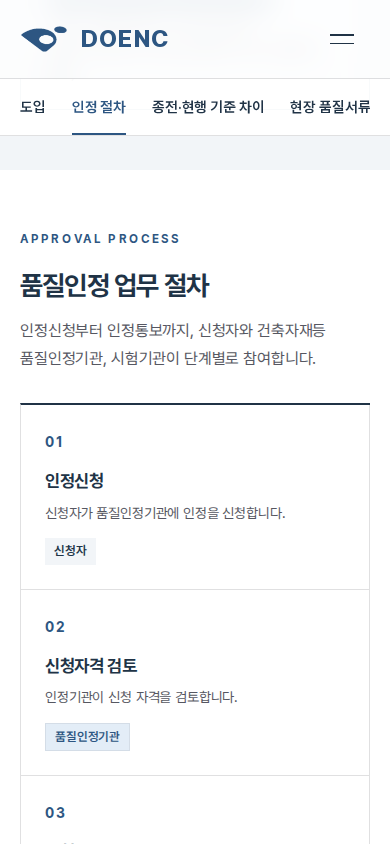 DOENC
도입 인정 절차 종전·현행 기준 차이 현장 품질서류
APPROVAL PROCESS
품질인정 업무 절차
인정신청부터 인정통보까지, 신청자와 건축자재등
품질인정기관, 시험기관이 단계별로 참여합니다.
01
인정신청
신청자가 품질인정기관에 인정을 신청합니다.
신청자
02
신청자격 검토
인정기관이 신청 자격을 검토합니다.
품질인정기관
03